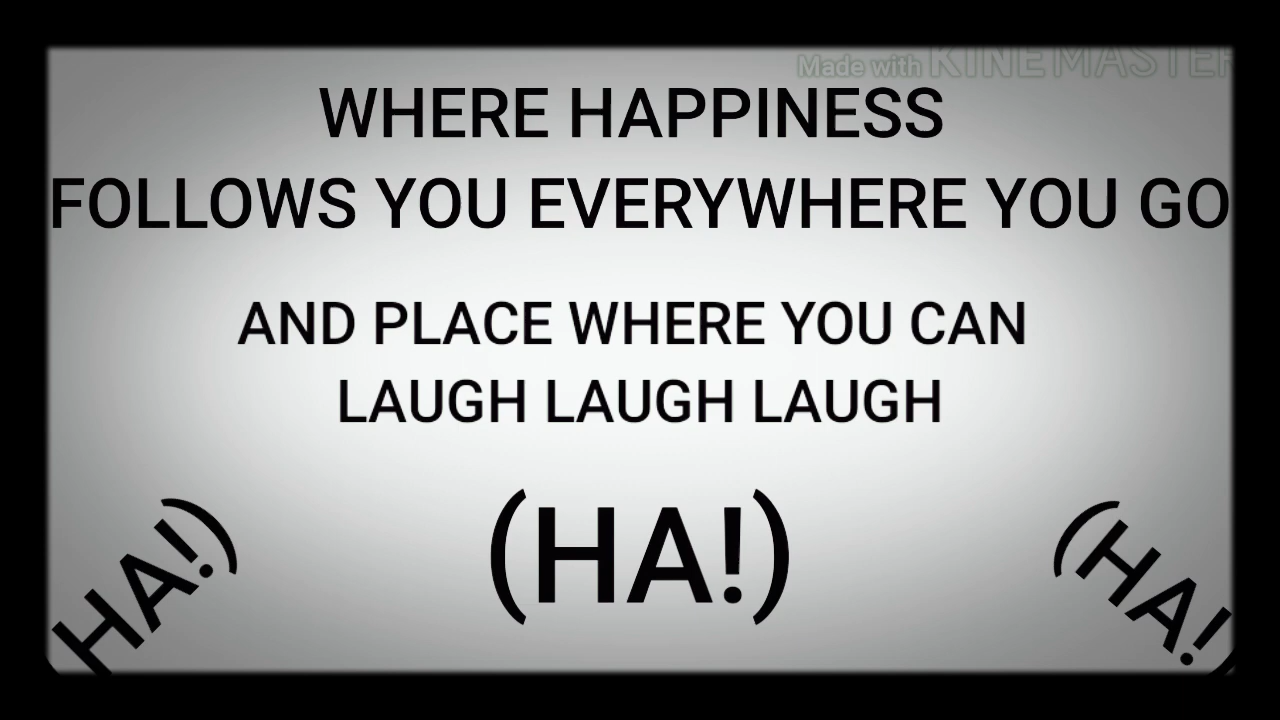 Made with KINEMASTER
WHERE HAPPINESS
FOLLOWS YOU EVERYWHERE YOU GO
AND PLACE WHERE YOU CAN
LAUGH LAUGH LAUGH
HA!)
(HA!)
(HA!)